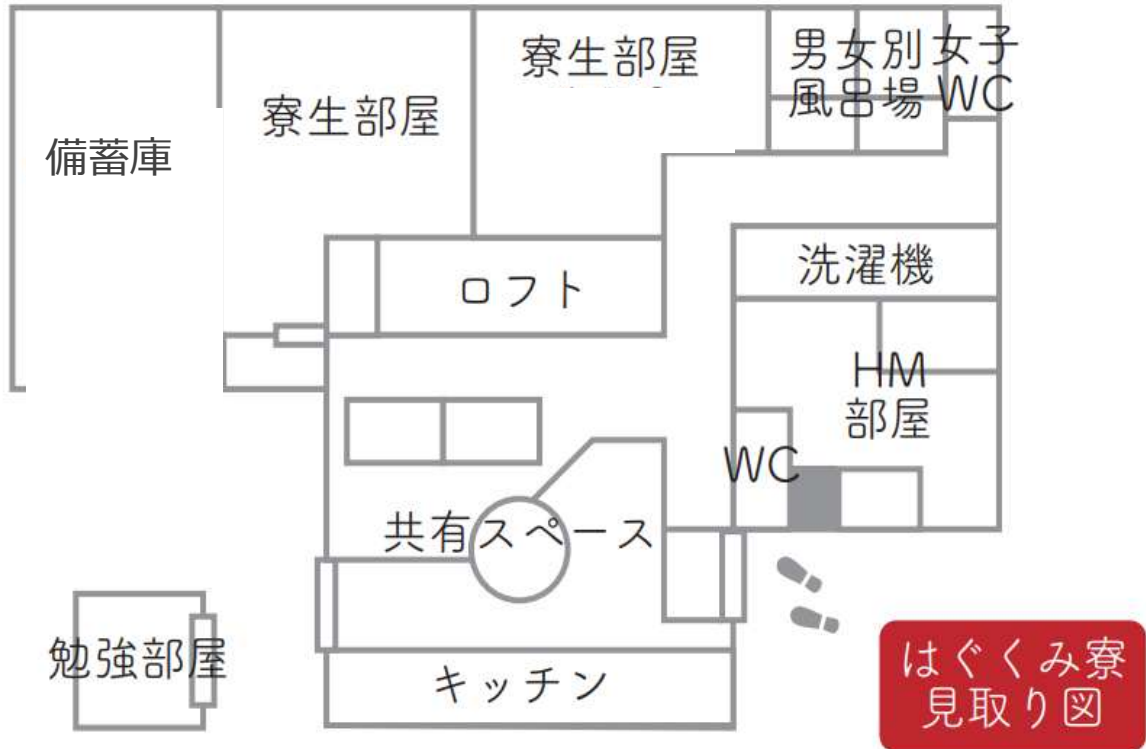 寮生部屋
男女別
風呂場
女子
WC
寮生部屋
備蓄庫
洗濯機
ロフト
HM
部屋
WC
共有スペース
勉強部屋
キッチン
はぐくみ寮
見取り図